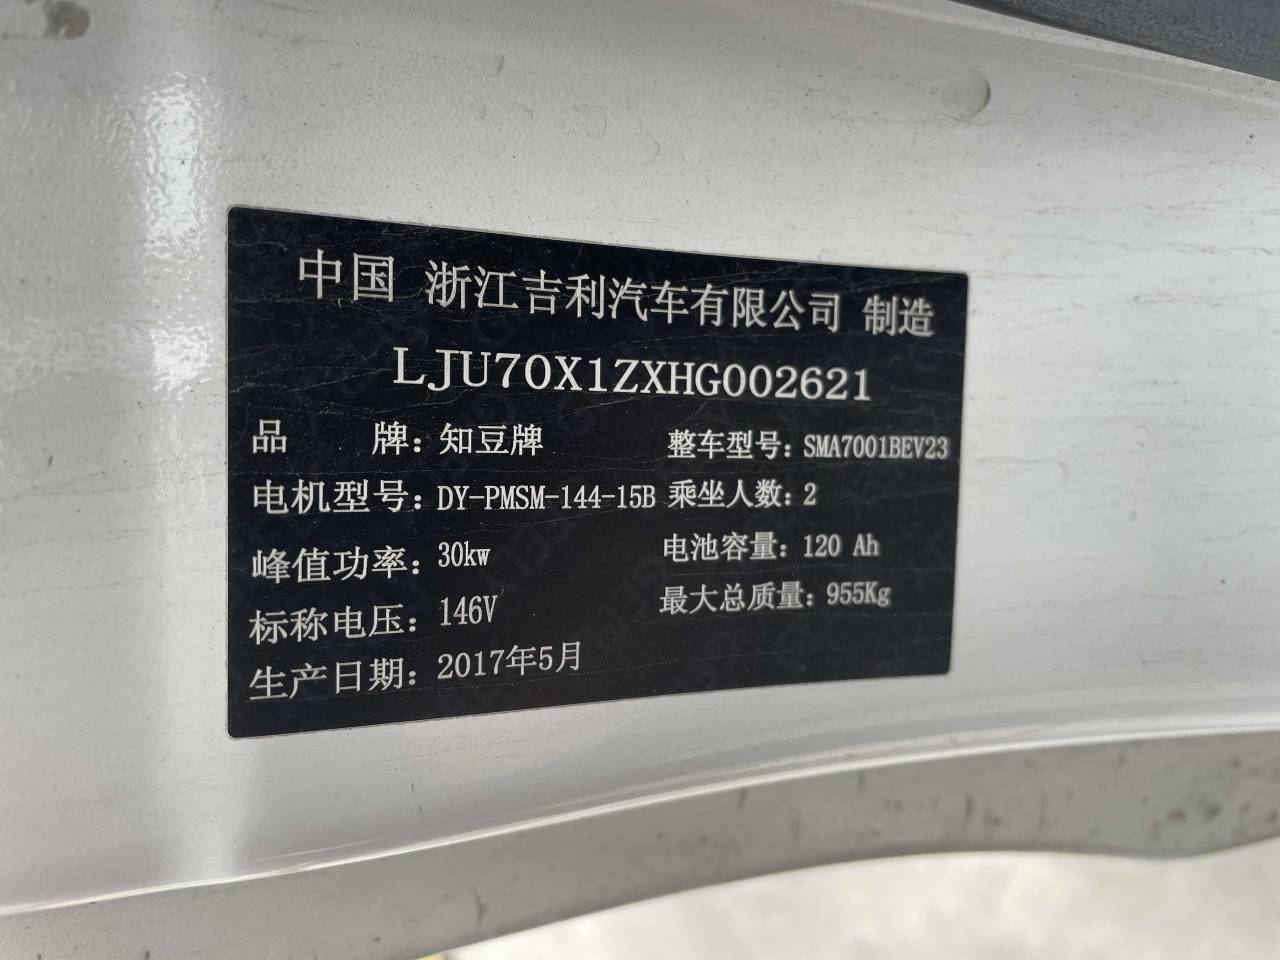 中国 浙江吉利汽车有限公司 制造
LJU70X1ZXHG002621
品 牌：知豆牌 整车型号：SMA7001BEV23
电机型号：DY-PMSM-144-15B 乘坐人数：2
峰值功率：30kw 电池容量：120 Ah
标称电压：146V 最大总质量：955Kg
生产日期：2017年5月